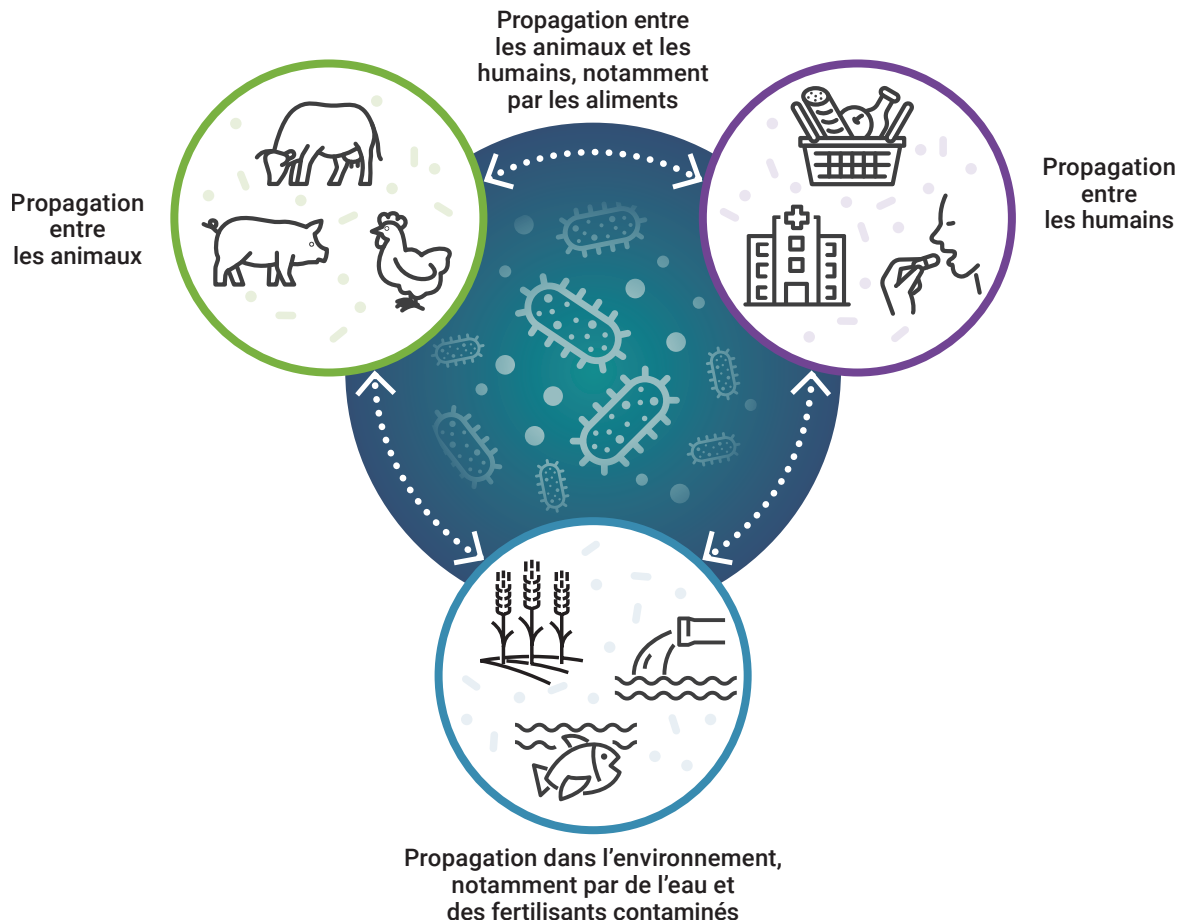 Propagation entre
les animaux et les
humains, notamment
par les aliments
Propagation
entre
les animaux
Propagation
entre
les humains
Propagation dans l’environnement,
notamment par de l’eau et
des fertilisants contaminés